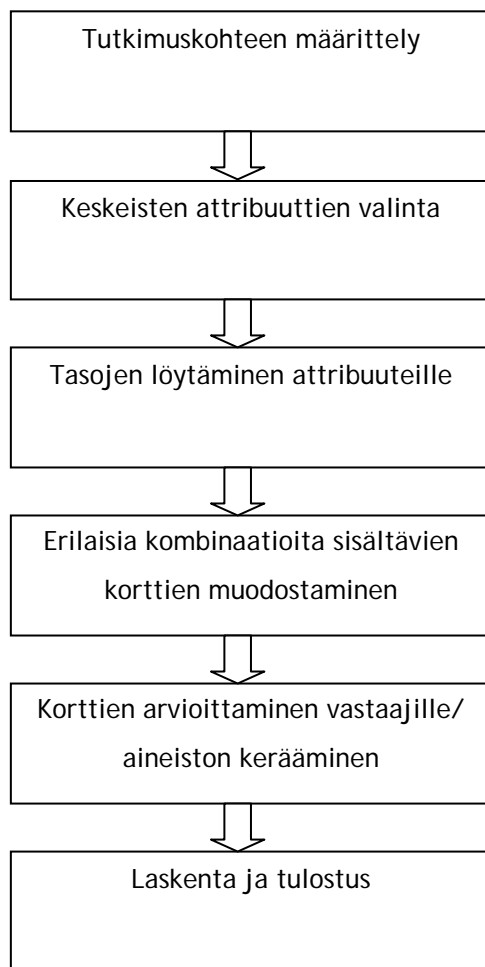 Tutkimuskohteen määrittely
Keskeisten attribuuttien valinta
Tasojen löytäminen attribuuteille
Erilaisia kombinaatioita sisältävien
korttien muodostaminen
Korttien arvioittaminen vastaajille/
aineiston kerääminen
Laskenta ja tulostus